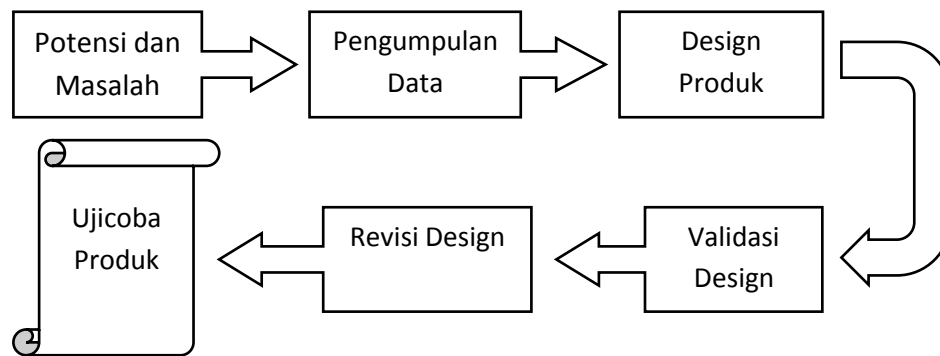 Potensi dan
Masalah
Pengumpulan
Data
Design
Produk
Validasi
Design
Revisi Design
Ujicoba
Produk